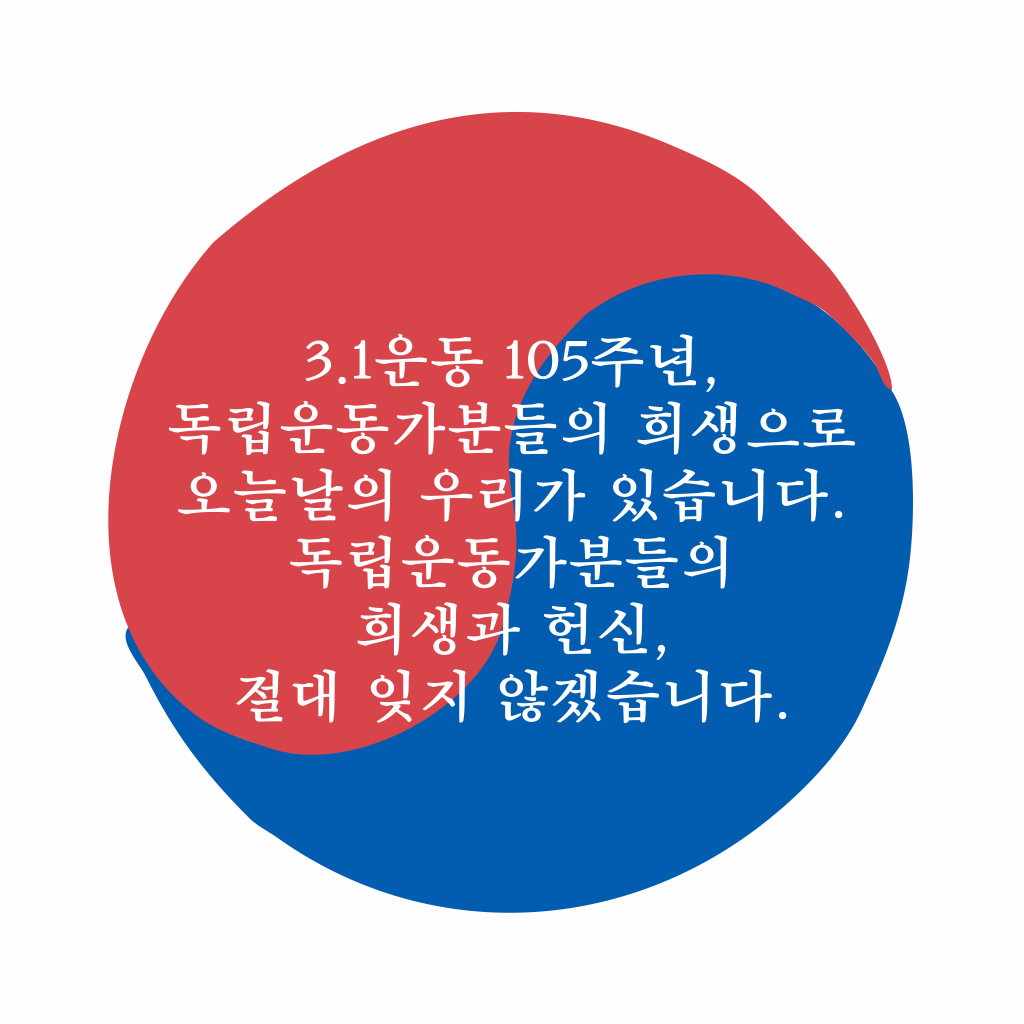 3.1운동 105주년,
독립운동가분들의 희생으로
오늘날의 우리가 있습니다.
독립운동가분들의
희생과 헌신,
절대 잊지 않겠습니다.